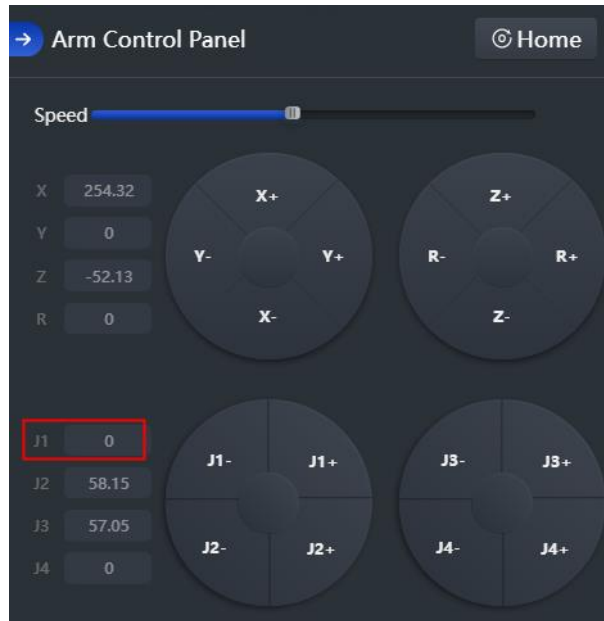 Arm Control Panel
Home
Speed
X 254.32
Y 0
Z -52.13
R 0
X+
Y- Y+
X-
Z+
R- R+
Z-
J1 0
J2 58.15
J3 57.05
J4 0
J1- J1+
J2- J2+
J3- J3+
J4- J4+